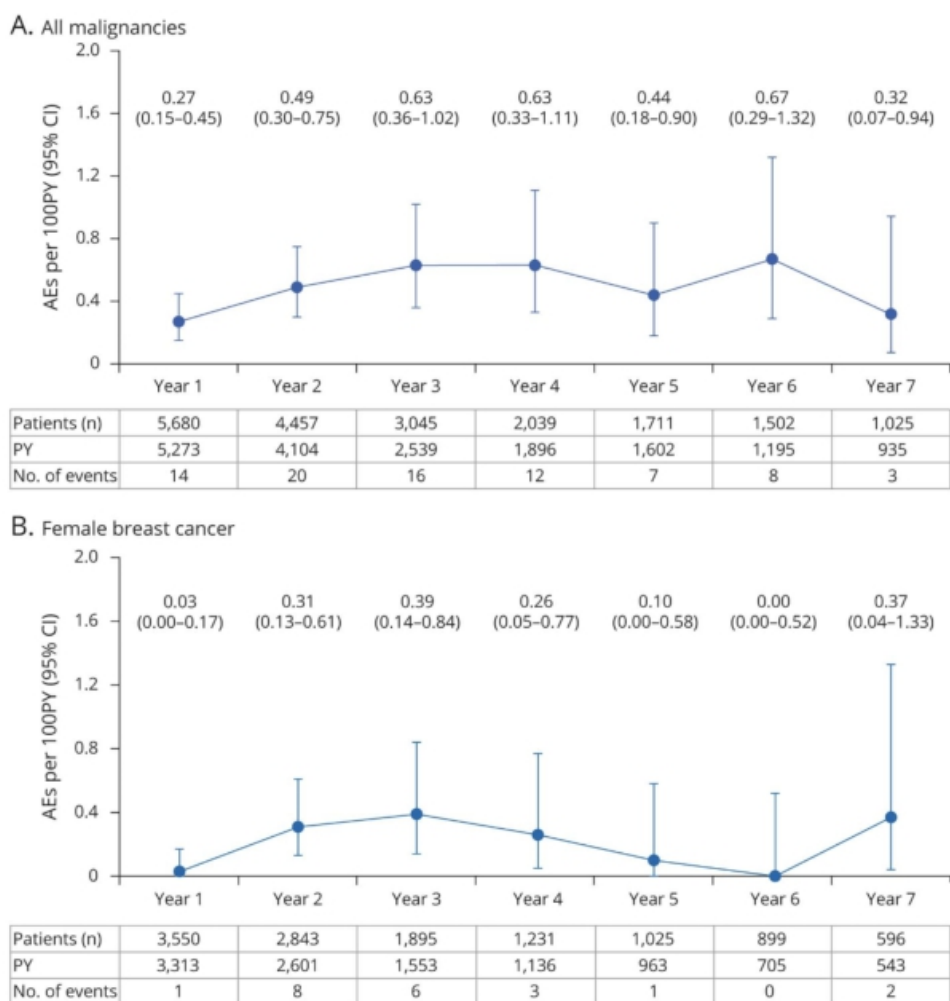 A. All malignancies
AEs per 100PY (95% CI)
2.0
1.6
1.2
0.8
0.4
0
0.27 0.49 0.63 0.63 0.44 0.67 0.32
(0.15–0.45) (0.30–0.75) (0.36–1.02) (0.33–1.11) (0.18–0.90) (0.29–1.32) (0.07–0.94)
Year 1 Year 2 Year 3 Year 4 Year 5 Year 6 Year 7
Patients (n) 5,680 4,457 3,045 2,039 1,711 1,502 1,025
PY 5,273 4,104 2,539 1,896 1,602 1,195 935
No. of events 14 20 16 12 7 8 3
B. Female breast cancer
AEs per 100PY (95% CI)
2.0
1.6
1.2
0.8
0.4
0
0.03 0.31 0.39 0.26 0.10 0.00 0.37
(0.00–0.17) (0.13–0.61) (0.14–0.84) (0.05–0.77) (0.00–0.58) (0.00–0.52) (0.04–1.33)
Year 1 Year 2 Year 3 Year 4 Year 5 Year 6 Year 7
Patients (n) 3,550 2,843 1,895 1,231 1,025 899 596
PY 3,313 2,601 1,553 1,136 963 705 543
No. of events 1 8 6 3 1 0 2